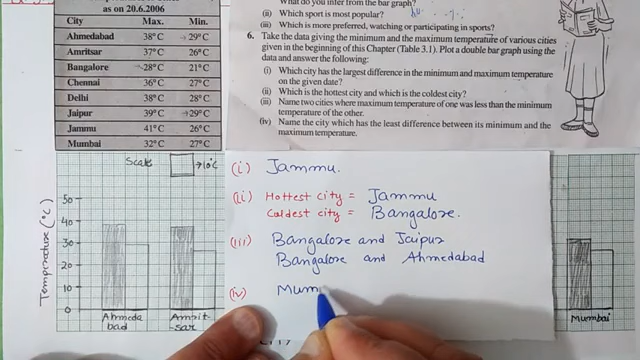 as on 20.6.2006
City Max. Min.
Ahmedabad 38°C 29°C
Amritsar 37°C 26°C
Bangalore 28°C 21°C
Chennai 36°C 27°C
Delhi 38°C 28°C
Jaipur 39°C 29°C
Jammu 41°C 26°C
Mumbai 32°C 27°C
What do you infer from the bar graph?
(ii) Which sport is most popular?
(iii) Which is more preferred, watching or participating in sports?
6. Take the data giving the minimum and the maximum temperature of various cities
given in the beginning of this Chapter (Table 3.1). Plot a double bar graph using the
data and answer the following:
(i) Which city has the largest difference in the minimum and maximum temperature
on the given date?
(ii) Which is the hottest city and which is the coldest city?
(iii) Name two cities where maximum temperature of one was less than the minimum
temperature of the other.
(iv) Name the city which has the least difference between its minimum and the
maximum temperature.
Scale
→10°C
Temperature (°C)
50
40
30
20
10
0
Ahmeda
bad
Amrit-
sar
(i) Jammu.
(ii) Hottest city = Jammu
Coldest city = Bangalore.
(iii) Bangalore and Jaipur
Bangalore and Ahmedabad
(iv) Mum
Mumbai